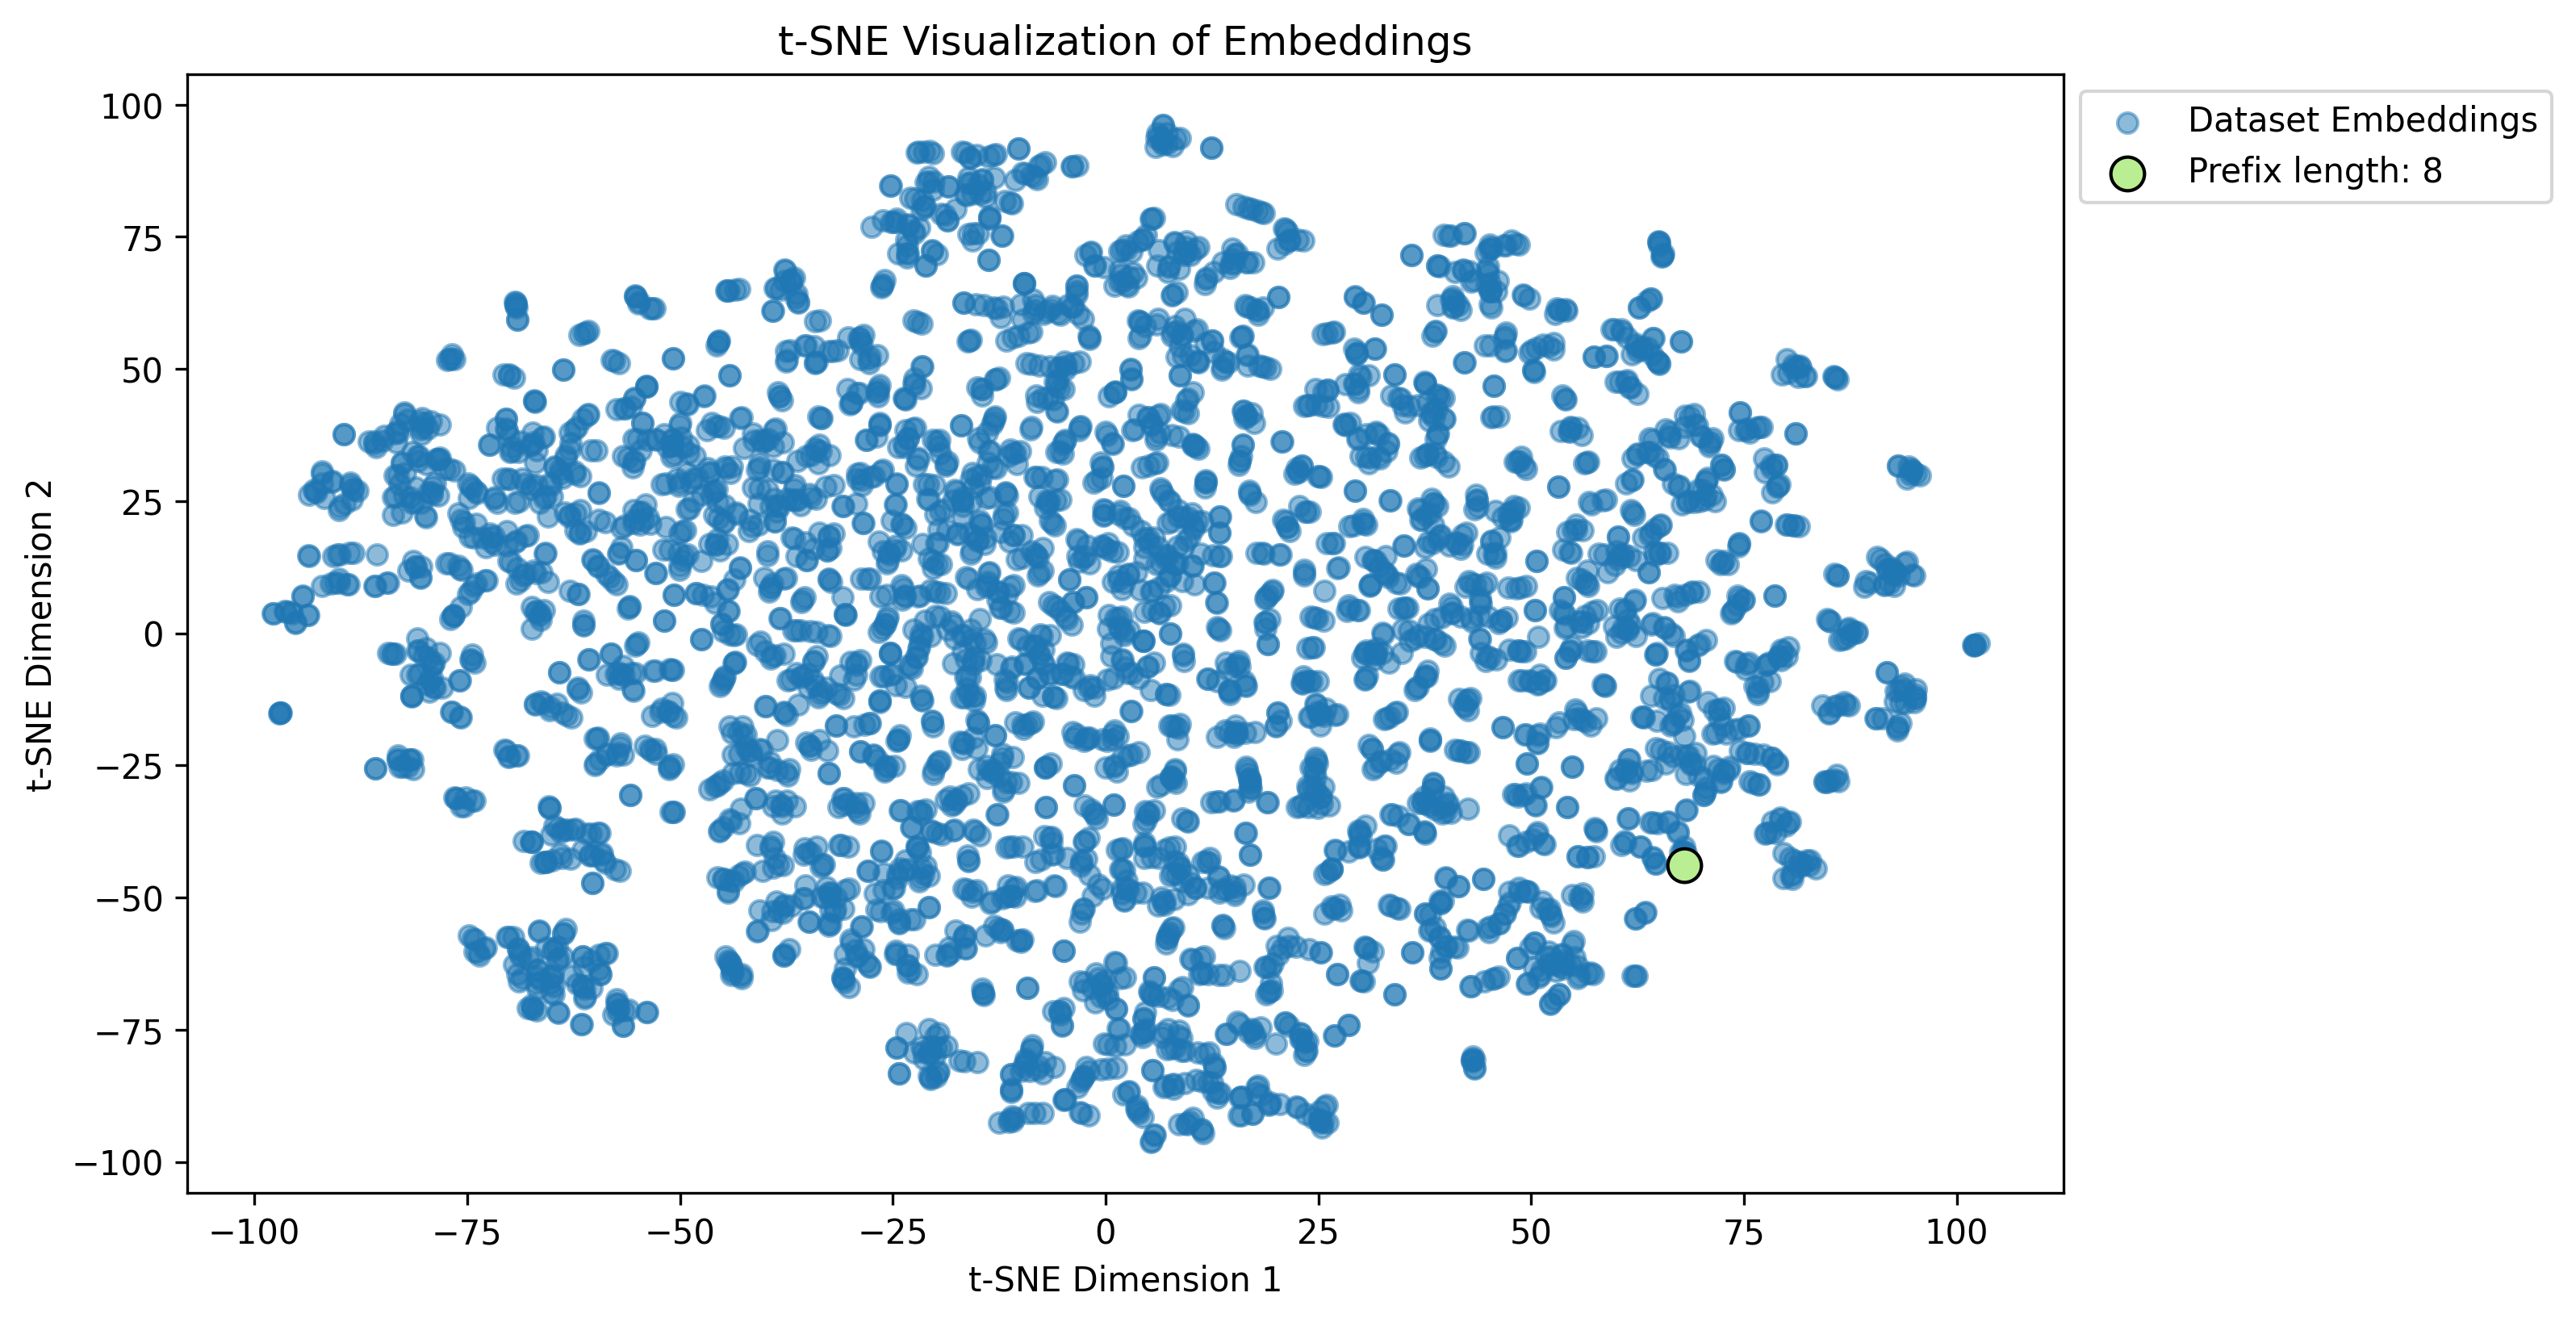 t-SNE Visualization of Embeddings
Dataset Embeddings
Prefix length: 8
t-SNE Dimension 2
100
75
50
25
0
−25
−50
−75
−100
−100 −75 −50 −25 0 25 50 75 100
t-SNE Dimension 1